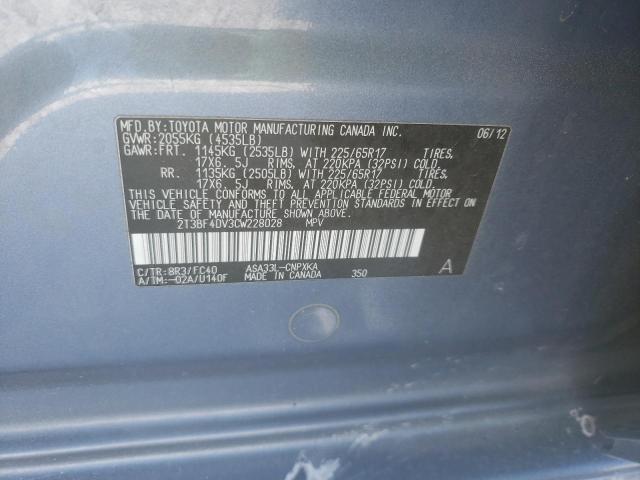 MFD.BY:TOYOTA MOTOR MANUFACTURING CANADA INC. 06/12
GVWR:2055KG (4535LB)
GAWR:FRT. 1145KG (2535LB) WITH 225/65R17 TIRES,
17X6.5J RIMS, AT 220KPA (32PSI) COLD.
RR. 1135KG (2505LB) WITH 225/65R17 TIRES,
17X6.5J RIMS, AT 220KPA (32PSI) COLD.
THIS VEHICLE CONFORMS TO ALL APPLICABLE FEDERAL MOTOR
VEHICLE SAFETY AND THEFT PREVENTION STANDARDS IN EFFECT
ON THE DATE OF MANUFACTURE SHOWN ABOVE.
2T3BF4DV3CW228028 MPV
C/TR:8R3/FC40 ASA33L-CNPXKA A
A/TM:-02A/U140F MADE IN CANADA 350